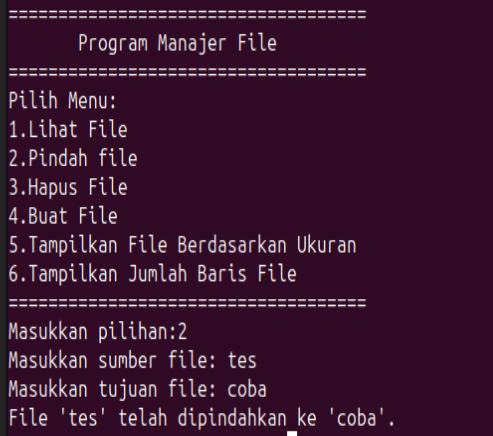 ====================================
Program Manajer File
====================================
Pilih Menu:
1.Lihat File
2.Pindah file
3.Hapus File
4.Buat File
5.Tampilkan File Berdasarkan Ukuran
6.Tampilkan Jumlah Baris File
====================================
Masukkan pilihan:2
Masukkan sumber file: tes
Masukkan tujuan file: coba
File 'tes' telah dipindahkan ke 'coba'.